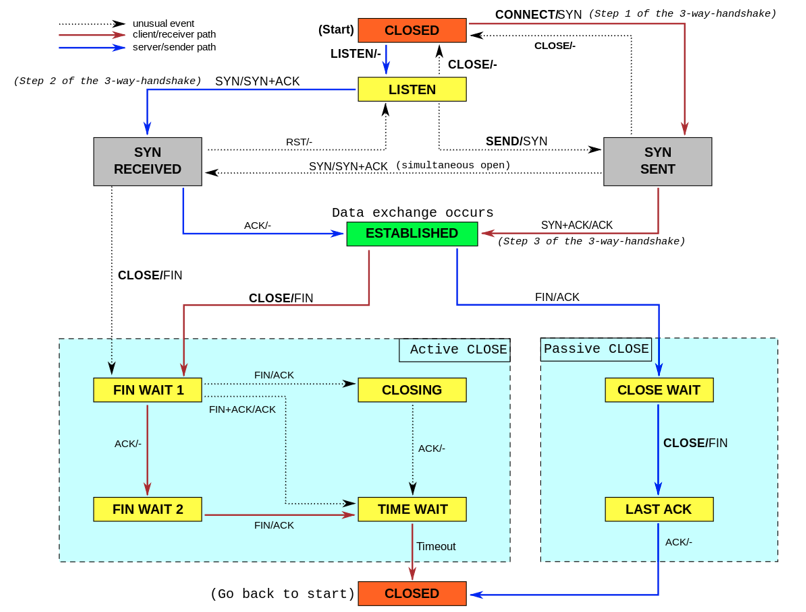 unusual event
client/receiver path
server/sender path
(Start)
CLOSED
CONNECT/SYN (Step 1 of the 3-way-handshake)
CLOSE/-
LISTEN/-
CLOSE/-
(Step 2 of the 3-way-handshake) SYN/SYN+ACK
LISTEN
RST/-
SEND/SYN
SYN
RECEIVED
SYN
SENT
SYN/SYN+ACK (simultaneous open)
Data exchange occurs
ACK/-
ESTABLISHED
SYN+ACK/ACK
(Step 3 of the 3-way-handshake)
CLOSE/FIN
CLOSE/FIN
FIN/ACK
Active CLOSE
Passive CLOSE
FIN WAIT 1
FIN/ACK
CLOSING
CLOSE WAIT
FIN+ACK/ACK
ACK/-
ACK/-
CLOSE/FIN
FIN WAIT 2
FIN/ACK
TIME WAIT
LAST ACK
Timeout
ACK/-
(Go back to start)
CLOSED